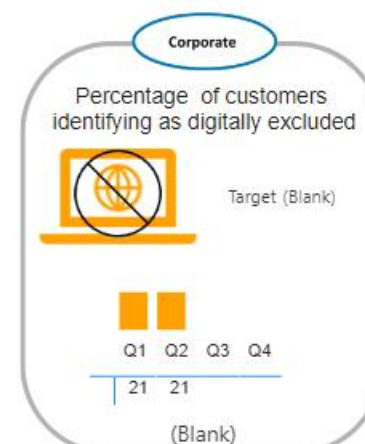 Corporate
Percentage of customers
identifying as digitally excluded
Target (Blank)
Q1 Q2 Q3 Q4
21 21
(Blank)